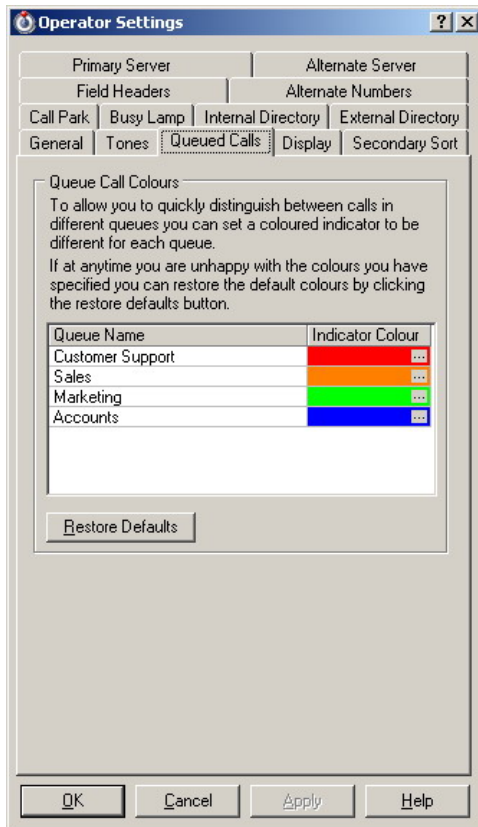 Operator Settings
Primary Server
Alternate Server
Field Headers
Alternate Numbers
Call Park
Busy Lamp
Internal Directory
External Directory
General
Tones
Queued Calls
Display
Secondary Sort
Queue Call Colours
To allow you to quickly distinguish between calls in
different queues you can set a coloured indicator to be
different for each queue.
If at anytime you are unhappy with the colours you have
specified you can restore the default colours by clicking
the restore defaults button.
Queue Name
Indicator Colour
Customer Support
...
Sales
...
Marketing
...
Accounts
...
Restore Defaults
OK
Cancel
Apply
Help